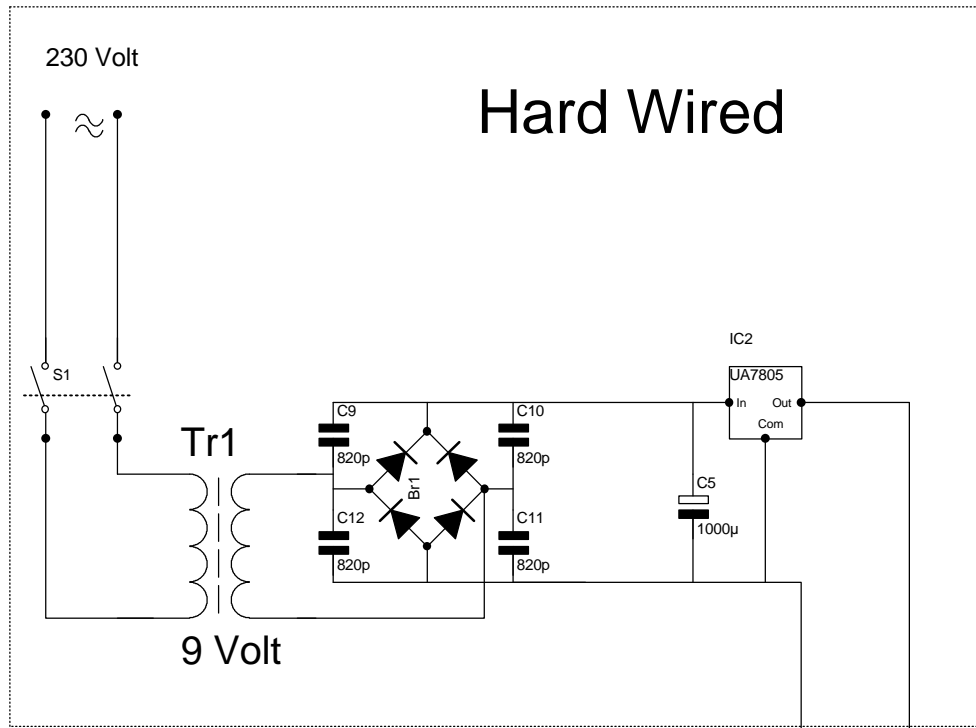 230 Volt
Hard Wired
S1
IC2
UA7805
In
Out
Com
Tr1
C9
820p
C10
820p
Br1
C12
820p
C11
820p
C5
1000µ
9 Volt